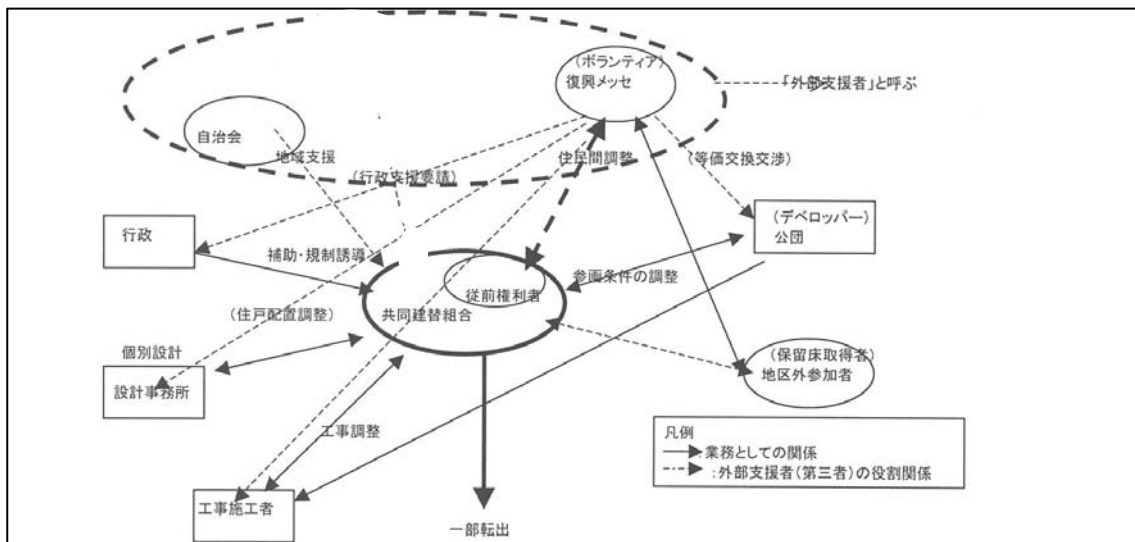 (ボランティア)
復興メッセ
「外部支援者」と呼ぶ
自治会
地域支援
住民間調整
(等価交換交渉)
(行政支援要請)
(デベロッパー)
公団
行政
補助・規制誘導
参画条件の調整
従前権利者
共同建替組合
(住戸配置調整)
個別設計
(保留床取得者)
地区外参加者
設計事務所
凡例
:業務としての関係
:外部支援者(第三者)の役割関係
工事調整
工事施工者
一部転出